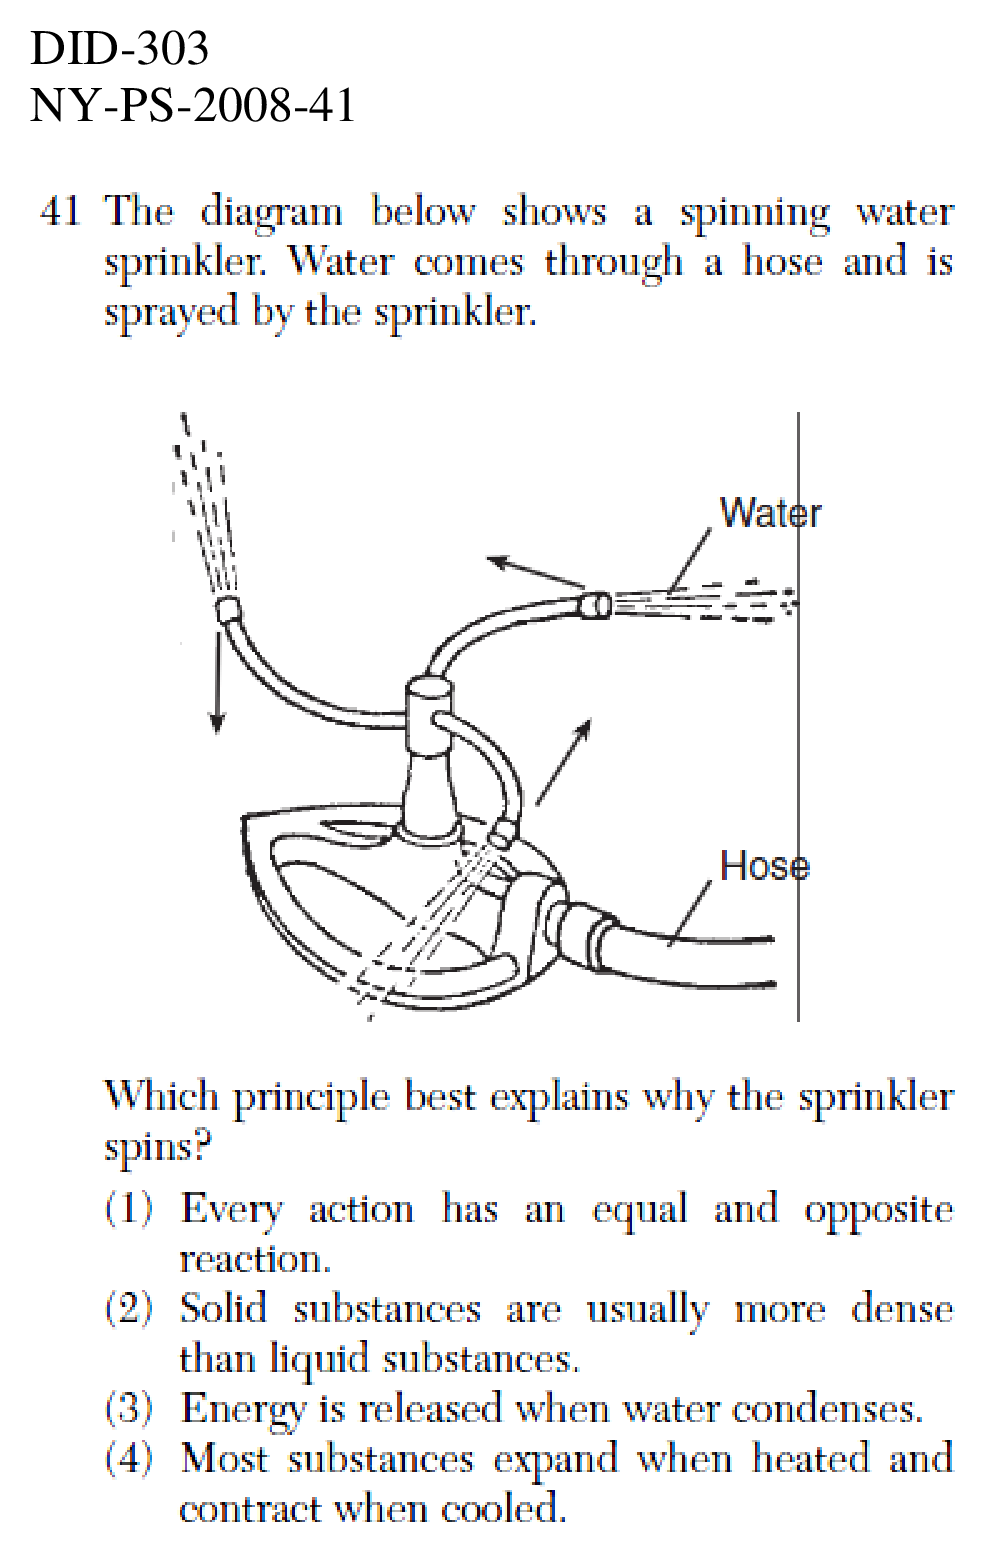 DID-303
NY-PS-2008-41
41 The diagram below shows a spinning water
sprinkler. Water comes through a hose and is
sprayed by the sprinkler.
Water
Hose
Which principle best explains why the sprinkler
spins?
(1) Every action has an equal and opposite
reaction.
(2) Solid substances are usually more dense
than liquid substances.
(3) Energy is released when water condenses.
(4) Most substances expand when heated and
contract when cooled.